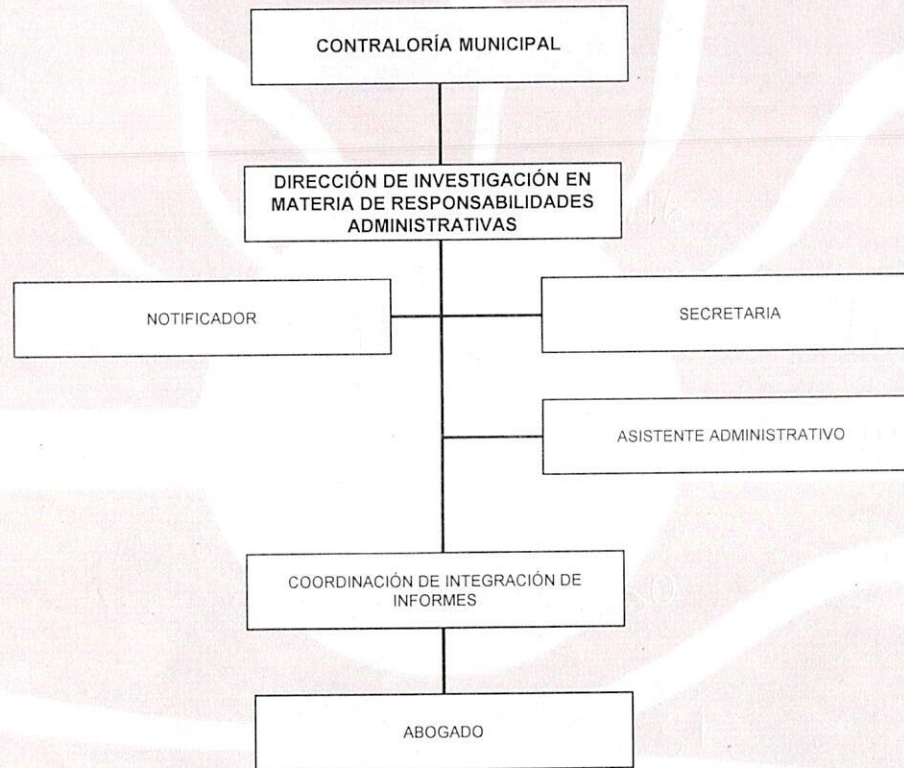 CONTRALORÍA MUNICIPAL
DIRECCIÓN DE INVESTIGACIÓN EN
MATERIA DE RESPONSABILIDADES
ADMINISTRATIVAS
NOTIFICADOR
SECRETARIA
ASISTENTE ADMINISTRATIVO
COORDINACIÓN DE INTEGRACIÓN DE
INFORMES
ABOGADO